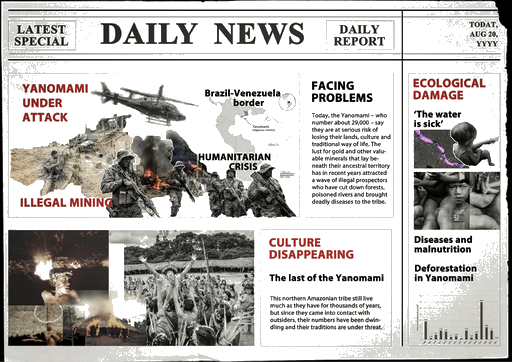 LATEST
SPECIAL
DAILY NEWS
DAILY
REPORT
TODAT,
AUG 20,
YYYY
YANOMAMI
UNDER
ATTACK
Brazil-Venezuela
border
HUMANITARIAN
CRISIS
ILLEGAL MINING
FACING
PROBLEMS
Today, the Yanomami – who
number about 29,000 – say
they are at serious risk of
losing their lands, culture and
traditional way of life. The
lust for gold and other valu-
able minerals that lay be-
neath their ancestral territory
has in recent years attracted
a wave of illegal prospectors
who have cut down forests,
poisoned rivers and brought
deadly diseases to the tribe.
ECOLOGICAL
DAMAGE
‘The water
is sick’
Diseases and
malnutrition
Deforestation
in Yanomami
CULTURE
DISAPPEARING
The last of the Yanomami
This northern Amazonian tribe still live
much as they have for thousands of years,
but since they came into contact with
outsiders, their numbers have been dwin-
dling and their traditions are under threat.